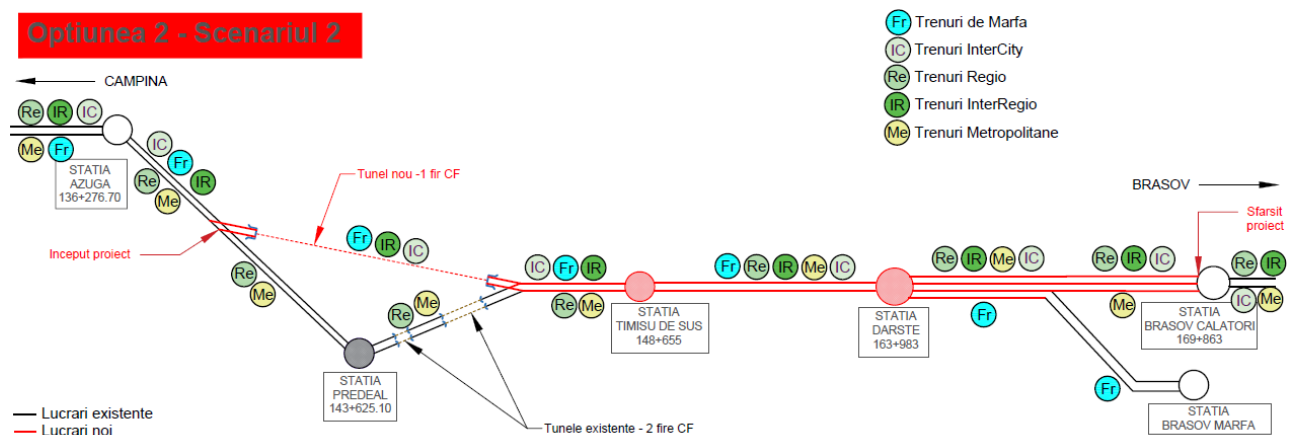 Optiunea 2 - Scenariul 2
Fr Trenuri de Marfa
IC Trenuri InterCity
Re Trenuri Regio
IR Trenuri InterRegio
Me Trenuri Metropolitane
CAMPINA
Re IR IC
Me Fr
STATIA
AZUGA
136+276.70
IC
Fr
IR
Re
Me
Tunel nou -1 fir CF
Inceput proiect
Re
Me
Fr IR IC
Re Me
STATIA
PREDEAL
143+625.10
Tunele existente - 2 fire CF
IC Fr IR
Re Me
STATIA
TIMISU DE SUS
148+655
Fr Re IR Me IC
STATIA
DARSTE
163+983
Re IR Me IC
Fr
Re IR IC
Me
BRASOV
Sfarsit
proiect
Re IR
IC Me
STATIA
BRASOV CALATORI
169+863
Fr
STATIA
BRASOV MARFA
Lucrari existente
Lucrari noi